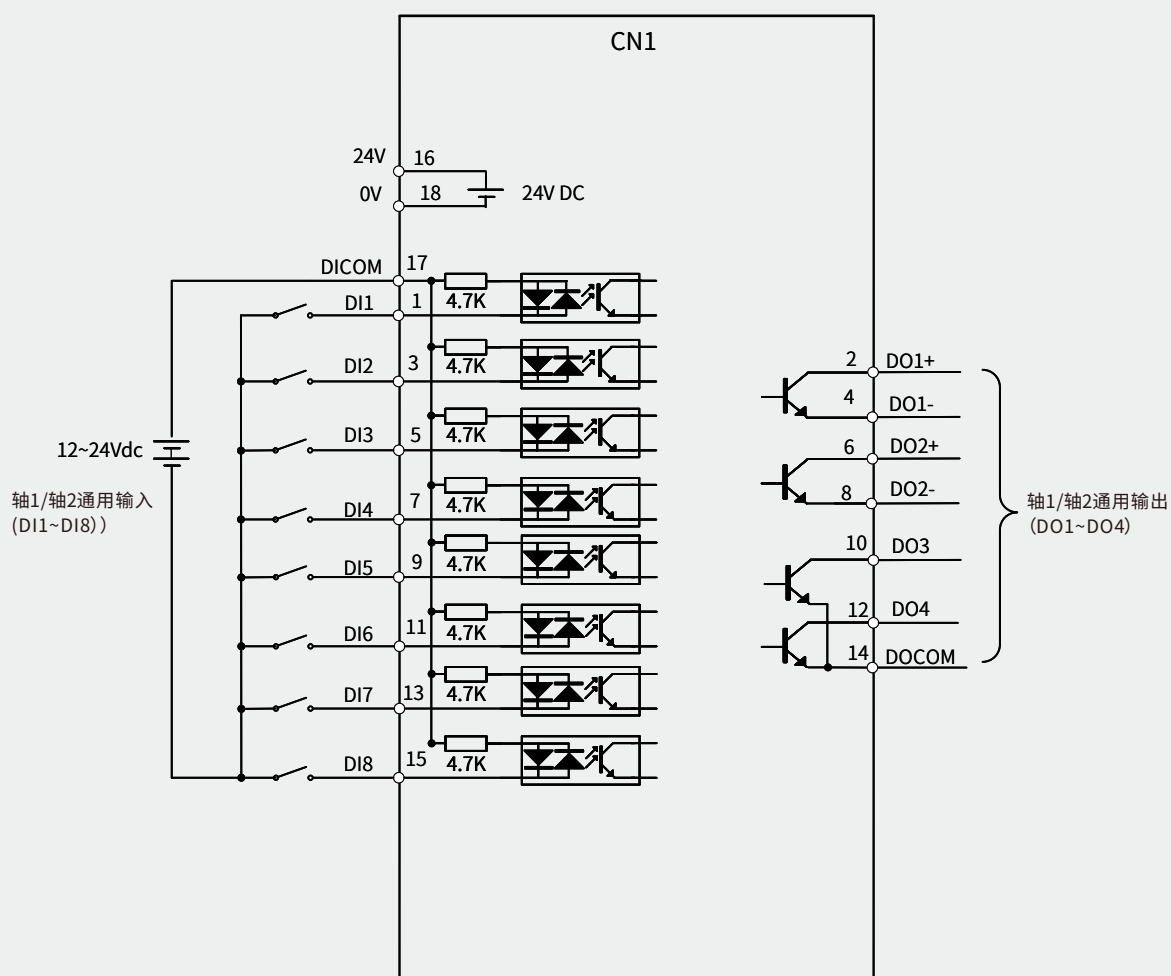 CN1
24V 16
0V 18 24V DC
DICOM 17
4.7K
DI1 1
4.7K
DI2 3
4.7K
DI3 5
4.7K
DI4 7
4.7K
DI5 9
4.7K
DI6 11
4.7K
DI7 13
4.7K
DI8 15
12~24Vdc
轴1/轴2通用输入
(DI1~DI8))
2 DO1+
4 DO1-
6 DO2+
8 DO2-
10 DO3
12 DO4
14 DOCOM
轴1/轴2通用输出
(DO1~DO4)